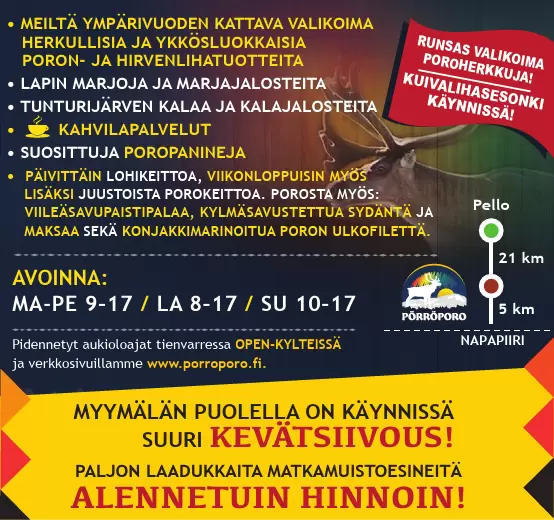 • MEILTÄ YMPÄRIVUODEN KATTAVA VALIKOIMA
HERKULLISIA JA YKKÖSLUOKKAISIA
PORON- JA HIRVENLIHATUOTTEITA
• LAPIN MARJOJA JA MARJAJALOSTEITA
• TUNTURIJÄRVEN KALAA JA KALAJALOSTEITA
• KAHVILAPALVELUT
• SUOSITTUJA POROPANINEJA
• PÄIVITTÄIN LOHIKEITTOA, VIIKONLOPPUISIN MYÖS
LISÄKSI JUUSTOISTA POROKEITTOA. POROSTA MYÖS:
VIILEÄSAVUPAISTIPALAA, KYLMÄSAVUSTETTUA SYDÄNTÄ JA
MAKSAA SEKÄ KONJAKKIMARINOITUA PORON ULKOFILETTÄ.
RUNSAS VALIKOIMA
POROHERKKUJA!
KUIVALIHASESONKI
KÄYNNISSÄ!
AVOINNA:
MA-PE 9-17 / LA 8-17 / SU 10-17
Pidennetyt aukioloajat tienvarressa OPEN-KYLTEISSÄ
ja verkkosivuillamme www.porroporo.fi.
PÖRRÖPORO
Pello
21 km
5 km
NAPAPIIRI
MYYMÄLÄN PUOLELLA ON KÄYNNISSÄ
SUURI KEVÄTSIIVOUS!
PALJON LAADUKKAITA MATKAMUISTOESINEITÄ
ALENNETUIN HINNOIN!